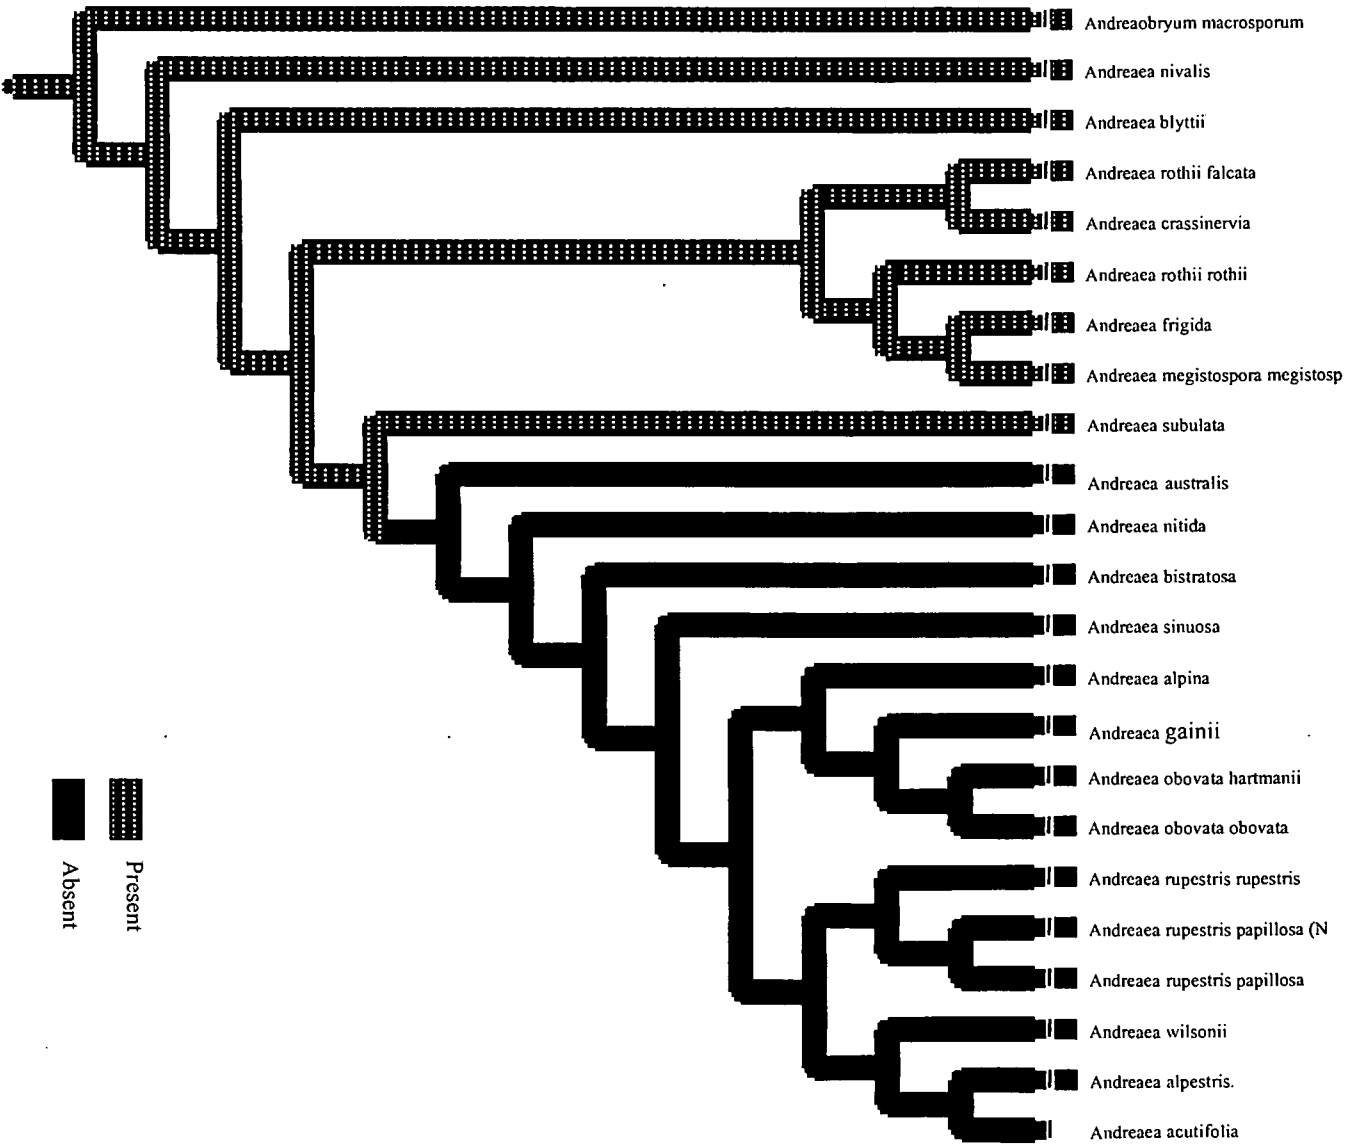 Andreaobryum macrosporum
Andreaea nivalis
Andreaea blyttii
Andreaea rothii falcata
Andreaea crassinervia
Andreaea rothii rothii
Andreaea frigida
Andreaea megistospora megistosp
Andreaea subulata
Andreaea australis
Andreaea nitida
Andreaea bistratosa
Andreaea sinuosa
Andreaea alpina
Andreaea gainii
Andreaea obovata hartmanii
Andreaea obovata obovata
Andreaea rupestris rupestris
Andreaea rupestris papillosa (N
Andreaea rupestris papillosa
Andreaea wilsonii
Andreaea alpestris.
Andreaea acutifolia
Present
Absent